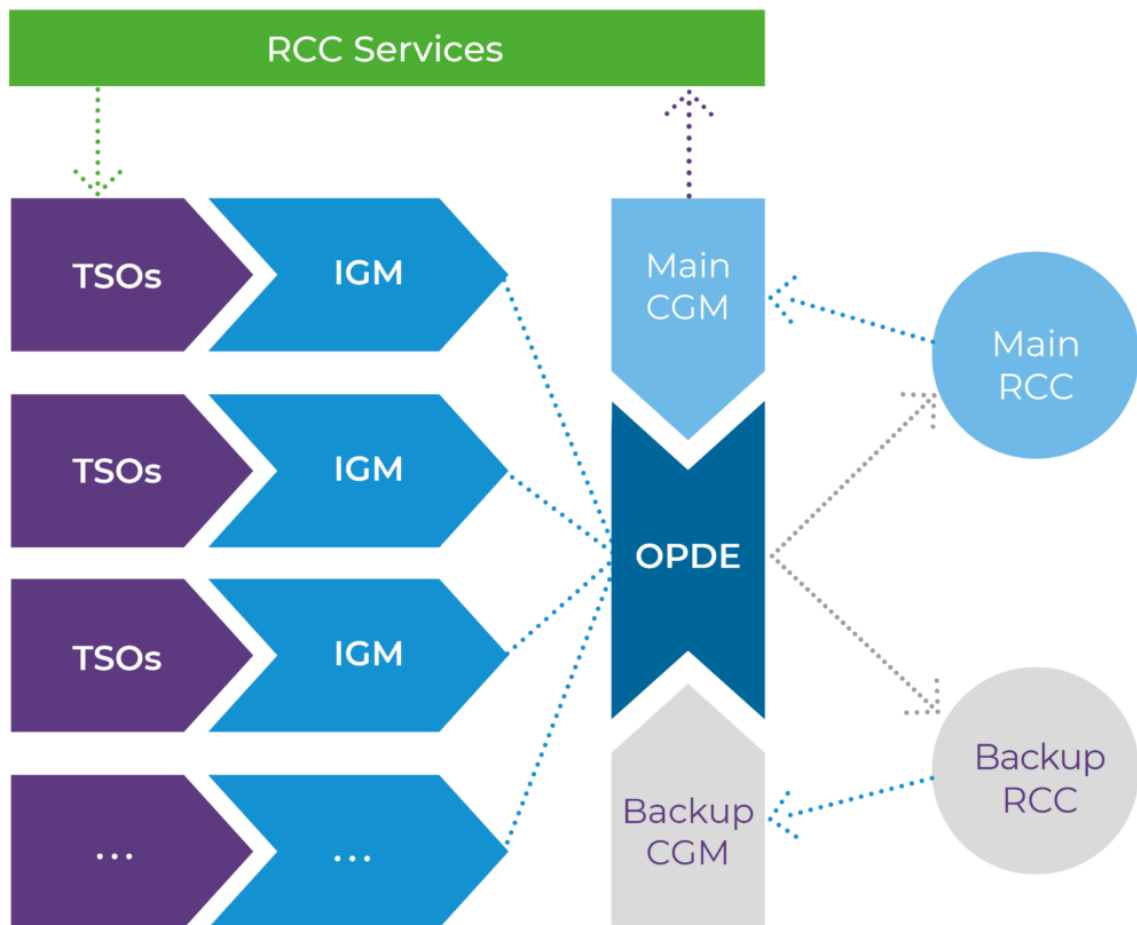 RCC Services
TSOs
IGM
TSOs
IGM
TSOs
IGM
...
...
Main
CGM
OPDE
Backup
CGM
Main
RCC
Backup
RCC